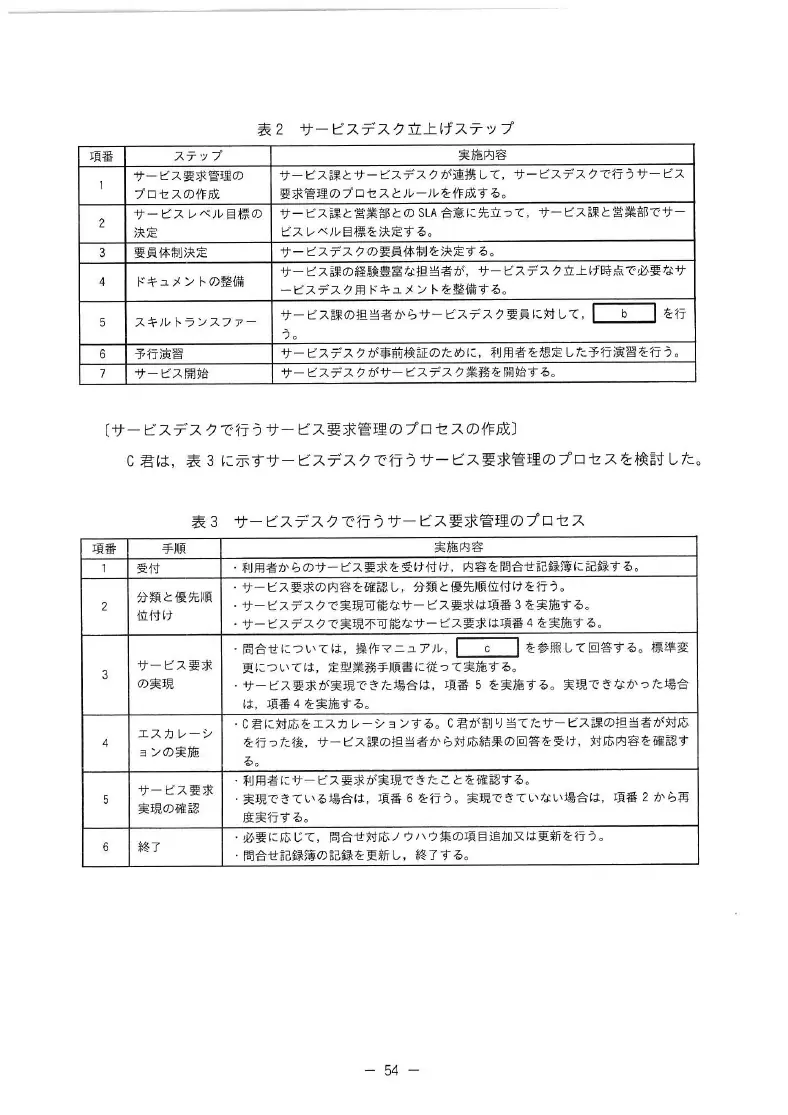 表2 サービスデスク立上げステップ
項番 ステップ 実施内容
1 サービス要求管理の
プロセスの作成
サービス課とサービスデスクが連携して，サービスデスクで行うサービス
要求管理のプロセスとルールを作成する。
2 サービスレベル目標の
決定
サービス課と営業部との SLA 合意に先立って，サービス課と営業部でサー
ビスレベル目標を決定する。
3 要員体制決定 サービスデスクの要員体制を決定する。
4 ドキュメントの整備
サービス課の経験豊富な担当者が，サービスデスク立上げ時点で必要なサ
ービスデスク用ドキュメントを整備する。
5 スキルトランスファー
サービス課の担当者からサービスデスク要員に対して， b を行
う。
6 予行演習 サービスデスクが事前検証のために，利用者を想定した予行演習を行う。
7 サービス開始 サービスデスクがサービスデスク業務を開始する。
〔サービスデスクで行うサービス要求管理のプロセスの作成〕
C 君は，表 3 に示すサービスデスクで行うサービス要求管理のプロセスを検討した。
表3 サービスデスクで行うサービス要求管理のプロセス
項番 手順 実施内容
1 受付 ・利用者からのサービス要求を受け付け，内容を問合せ記録簿に記録する。
2 分類と優先順
位付け
・サービス要求の内容を確認し，分類と優先順位付けを行う。
・サービスデスクで実現可能なサービス要求は項番 3 を実施する。
・サービスデスクで実現不可能なサービス要求は項番 4 を実施する。
3 サービス要求
の実現
・問合せについては，操作マニュアル， c を参照して回答する。標準変
更については，定型業務手順書に従って実施する。
・サービス要求が実現できた場合は，項番 5 を実施する。実現できなかった場合
は，項番 4 を実施する。
4 エスカレーシ
ョンの実施
・C 君に対応をエスカレーションする。C 君が割り当てたサービス課の担当者が対応
を行った後，サービス課の担当者から対応結果の回答を受け，対応内容を確認す
る。
5 サービス要求
実現の確認
・利用者にサービス要求が実現できたことを確認する。
・実現できている場合は，項番 6 を行う。実現できていない場合は，項番 2 から再
度実行する。
6 終了
・必要に応じて，問合せ対応ノウハウ集の項目追加又は更新を行う。
・問合せ記録簿の記録を更新し，終了する。
－ 54 －